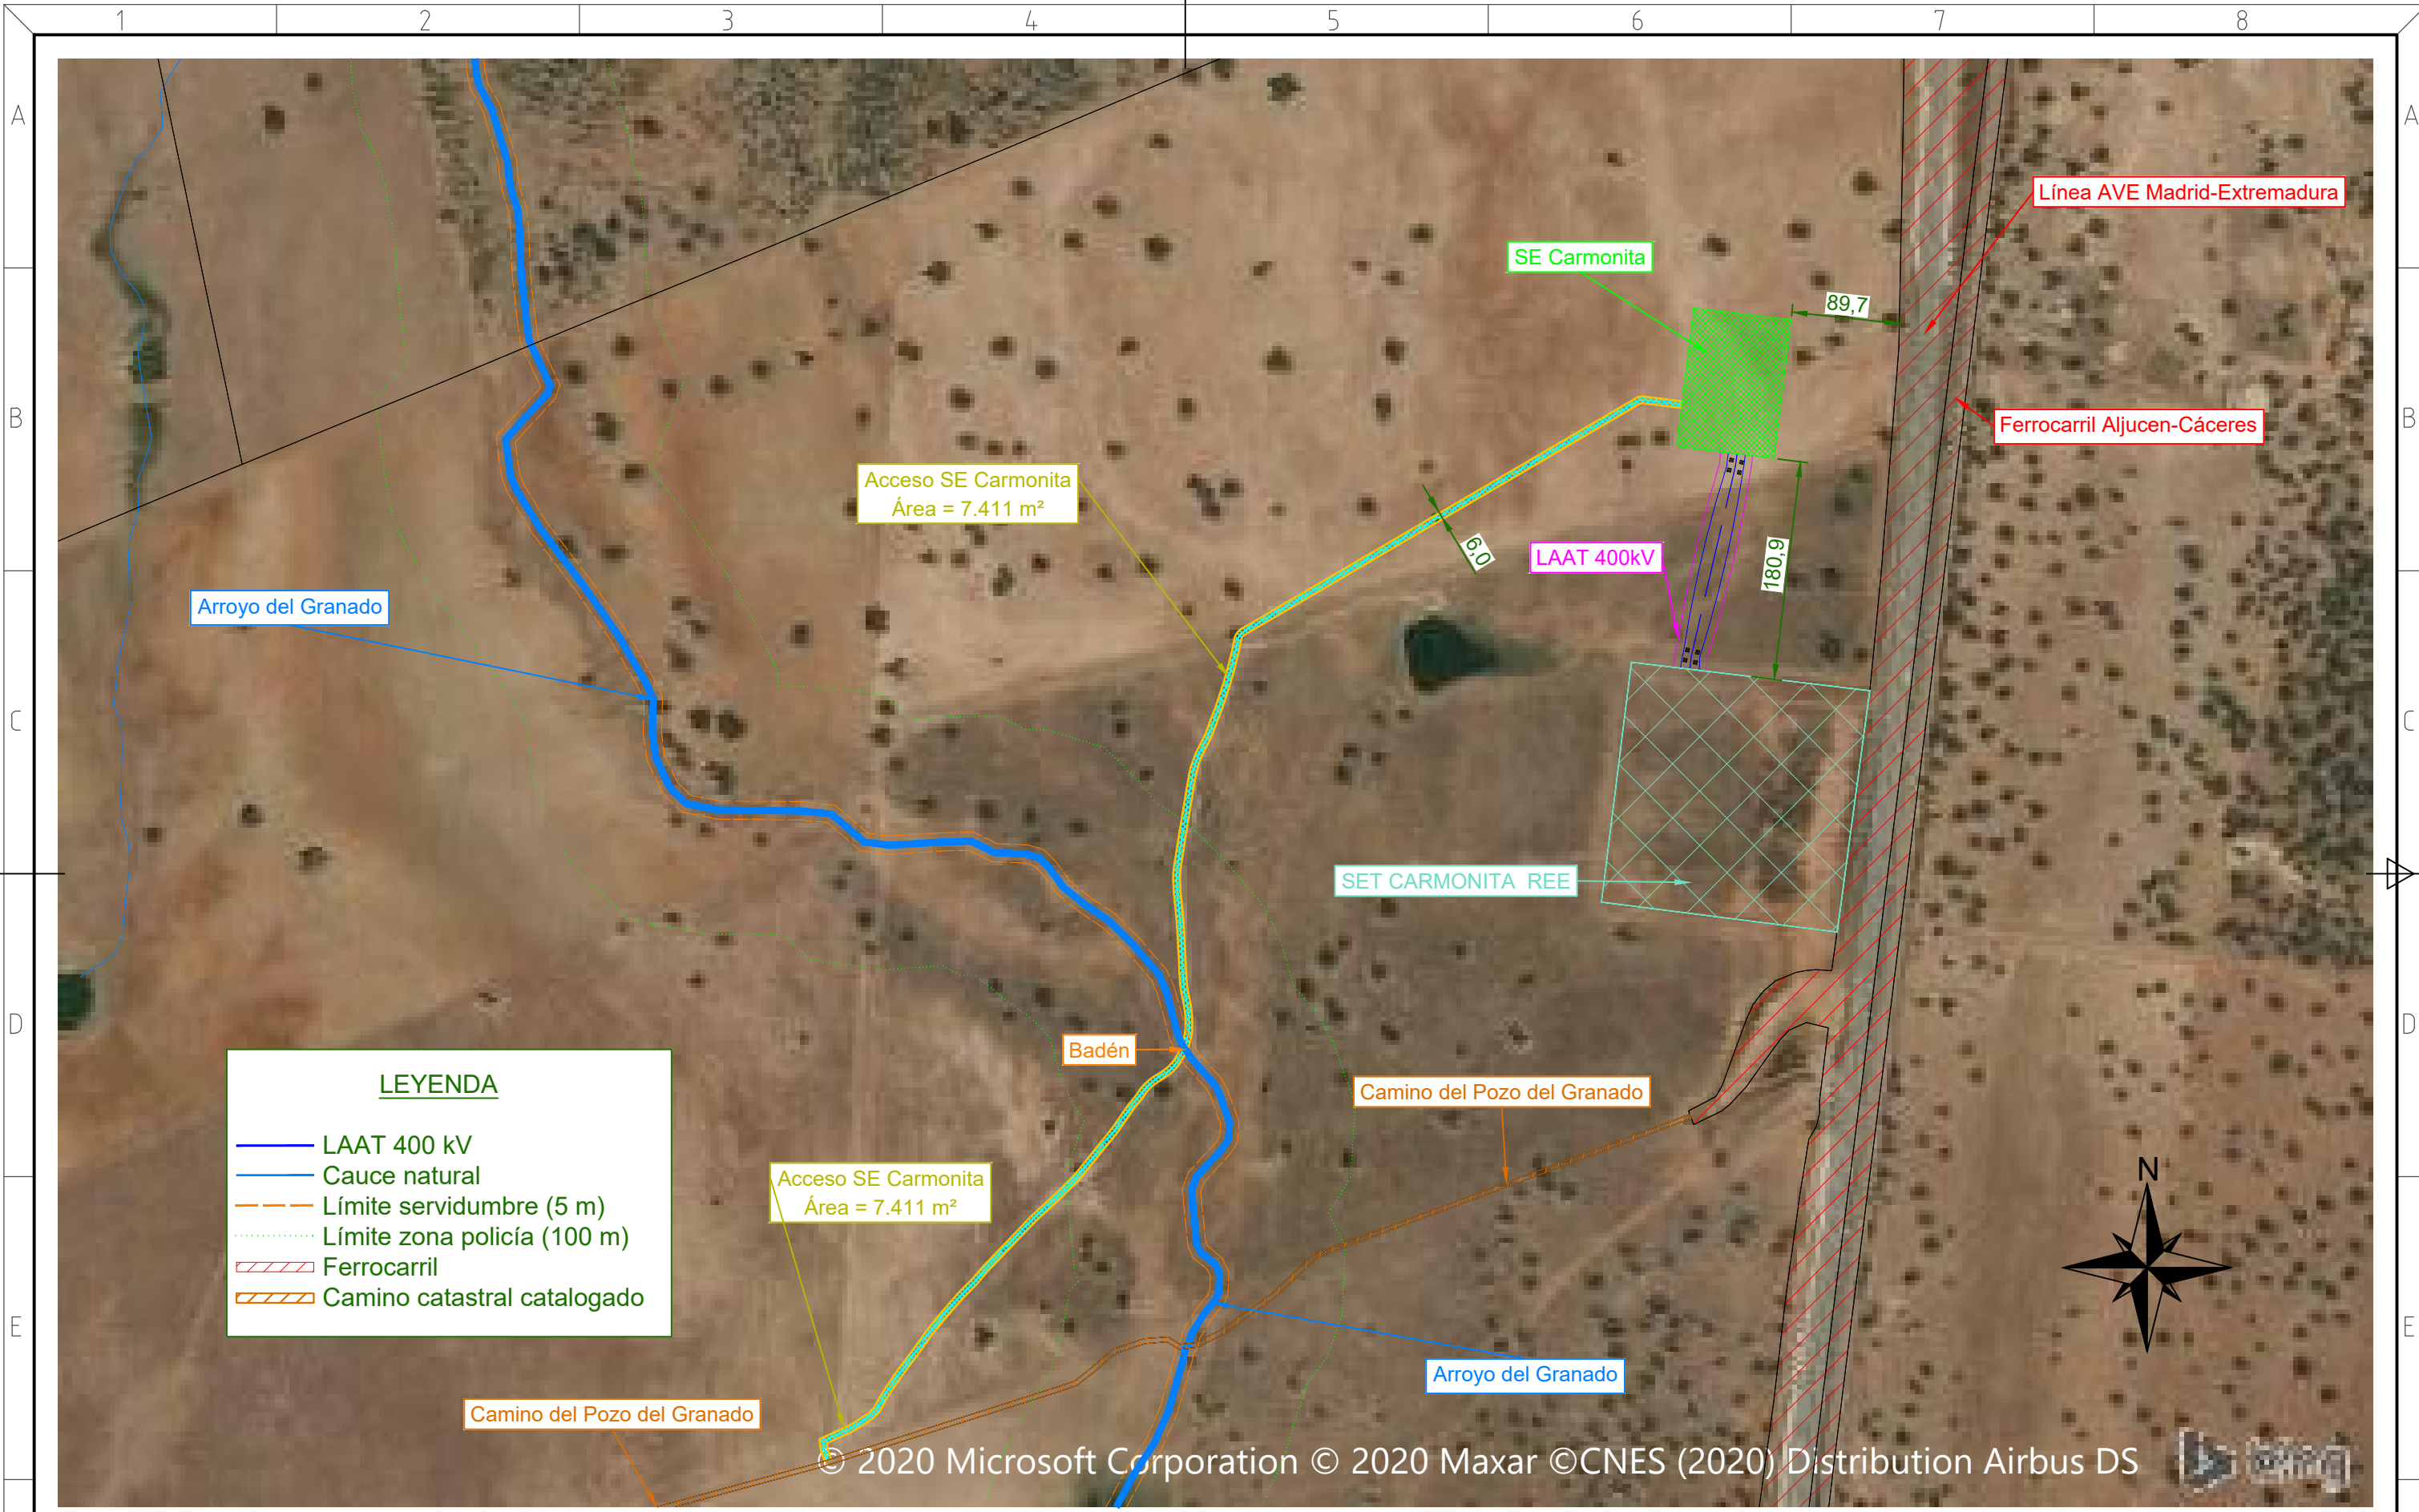 1 2 3 4 5 6 7 8
A A
Línea AVE Madrid-Extremadura
SE Carmonita
89,7
B B
Ferrocarril Aljucen-Cáceres
Acceso SE Carmonita
Área = 7.411 m²
6,0
LAAT 400kV
180,9
Arroyo del Granado
C C
SET CARMONITA REE
D D
Badén
Camino del Pozo del Granado
LEYENDA
LAAT 400 kV
Cauce natural
Límite servidumbre (5 m)
Límite zona policía (100 m)
Ferrocarril
Camino catastral catalogado
Acceso SE Carmonita
Área = 7.411 m²
N
E E
Arroyo del Granado
Camino del Pozo del Granado
© 2020 Microsoft Corporation © 2020 Maxar ©CNES (2020) Distribution Airbus DS
bing